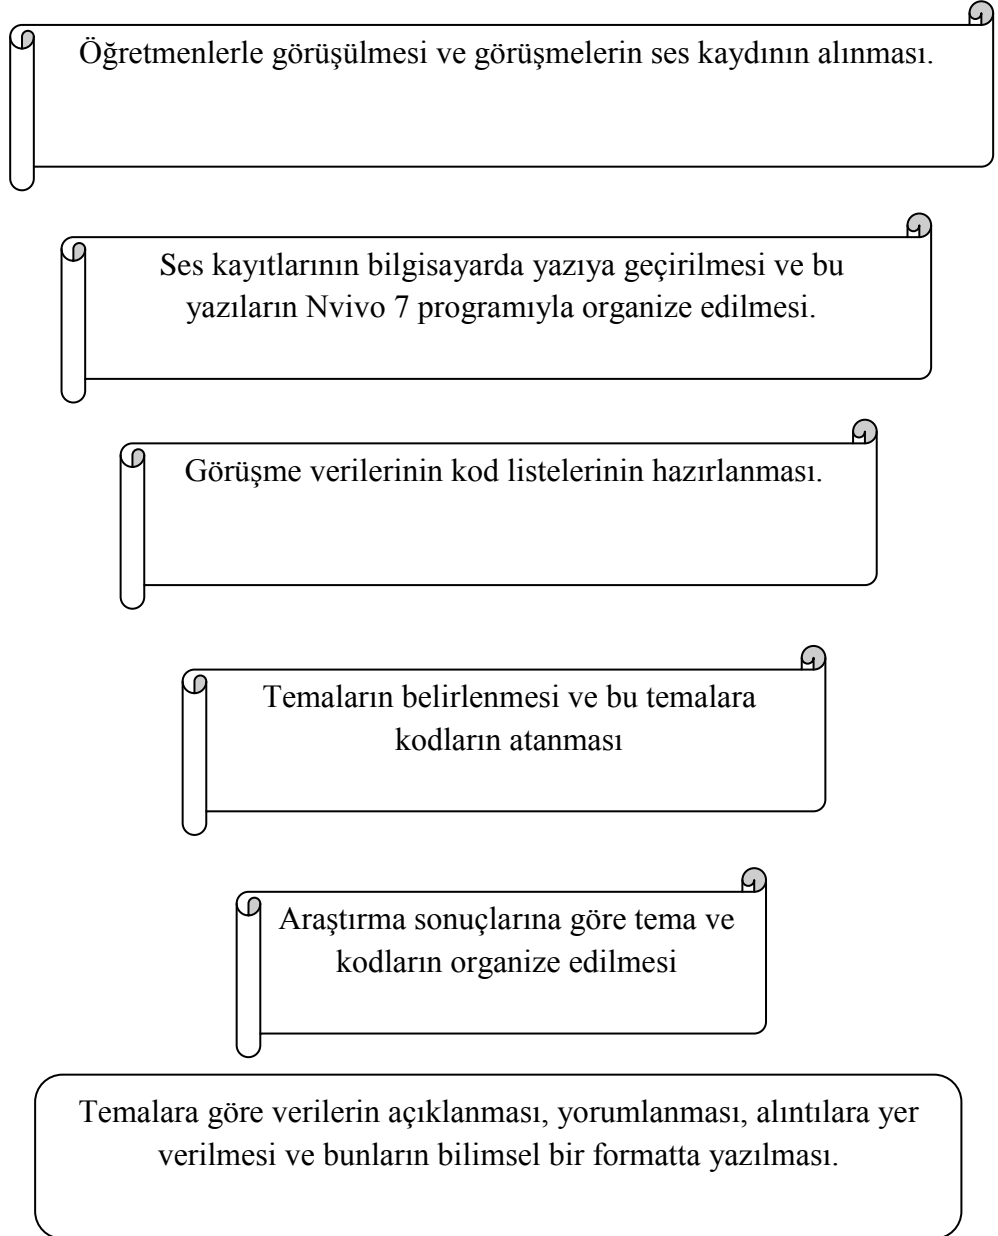 Öğretmenlerle görüşülmesi ve görüşmelerin ses kaydının alınması.
Ses kayıtlarının bilgisayarda yazıya geçirilmesi ve bu
yazıların Nvivo 7 programıyla organize edilmesi.
Görüşme verilerinin kod listelerinin hazırlanması.
Temaların belirlenmesi ve bu temalara
kodların atanması
Araştırma sonuçlarına göre tema ve
kodların organize edilmesi
Temalara göre verilerin açıklanması, yorumlanması, alıntılara yer
verilmesi ve bunların bilimsel bir formatta yazılması.